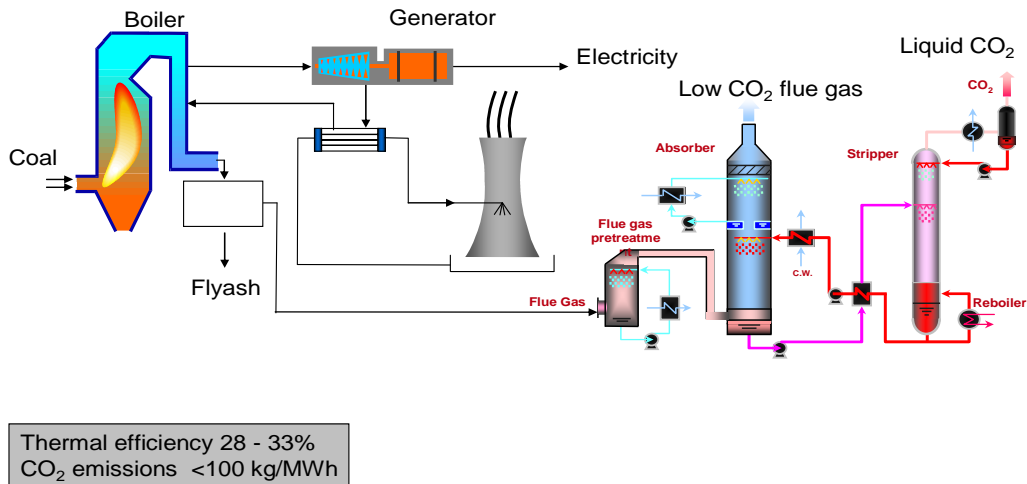 Boiler
Generator
Electricity
Liquid CO₂
CO₂
Low CO₂ flue gas
Coal
Absorber
Stripper
Flue gas
pretreatme
C.W.
Flyash
Flue Gas
Reboiler
Thermal efficiency 28 - 33%
CO₂ emissions <100 kg/MWh